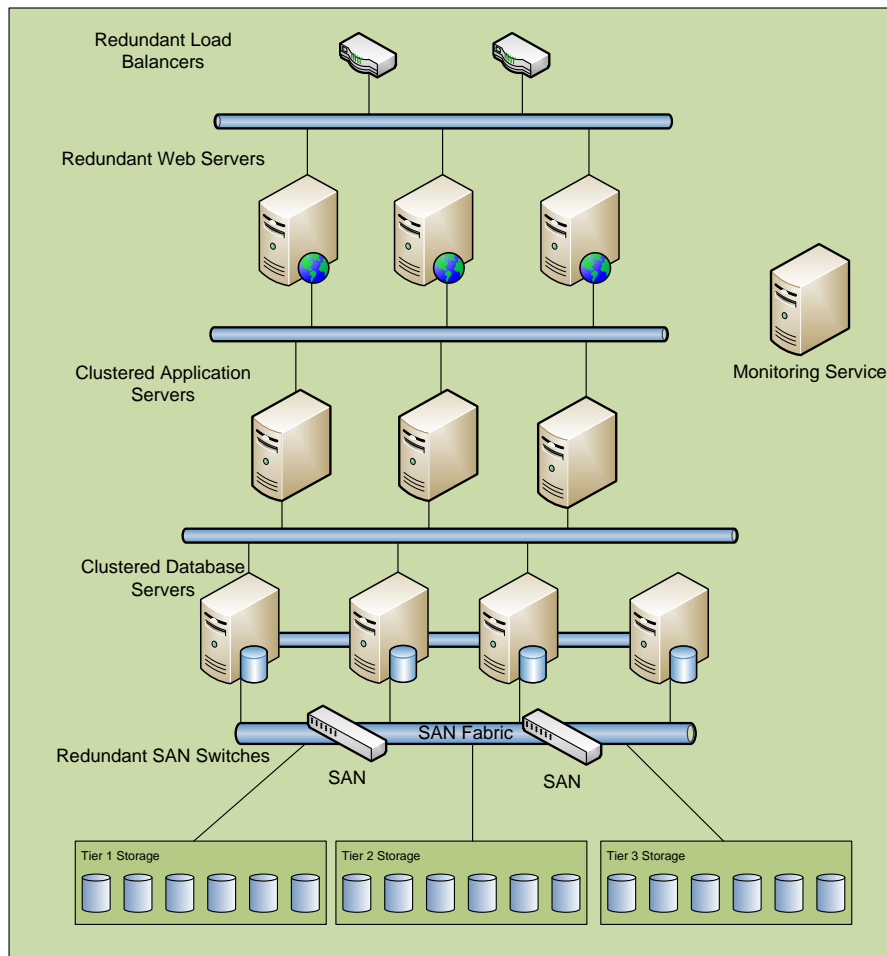 Redundant Load
Balancers
Redundant Web Servers
Clustered Application
Servers
Monitoring Service
Clustered Database
Servers
SAN Fabric
Redundant SAN Switches
SAN
SAN
Tier 1 Storage
Tier 2 Storage
Tier 3 Storage